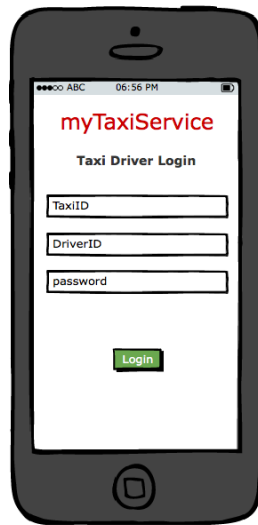 ABC 06:56 PM
myTaxiService
Taxi Driver Login
TaxiID
DriverID
password
Login